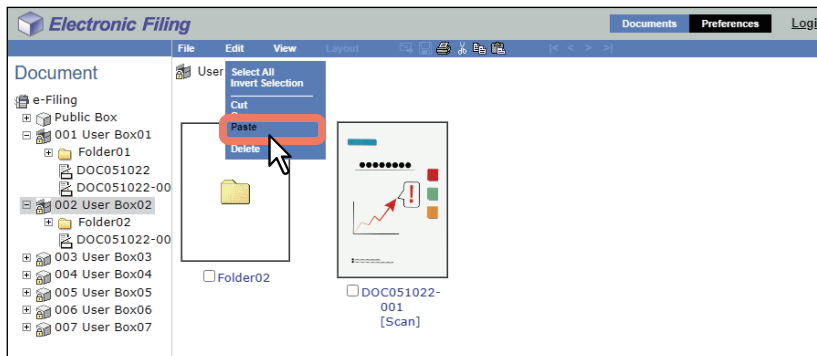 Electronic Filing
Documents
Preferences
Logi
File
Edit
View
Layout
|< < > >|
Document
e-Filing
Public Box
001 User Box01
Folder01
DOC051022
DOC051022-00
002 User Box02
Folder02
DOC051022-00
003 User Box03
004 User Box04
005 User Box05
006 User Box06
007 User Box07
User
Select All
Invert Selection
Cut
Paste
Delete
!
Folder02
DOC051022-
001
[Scan]